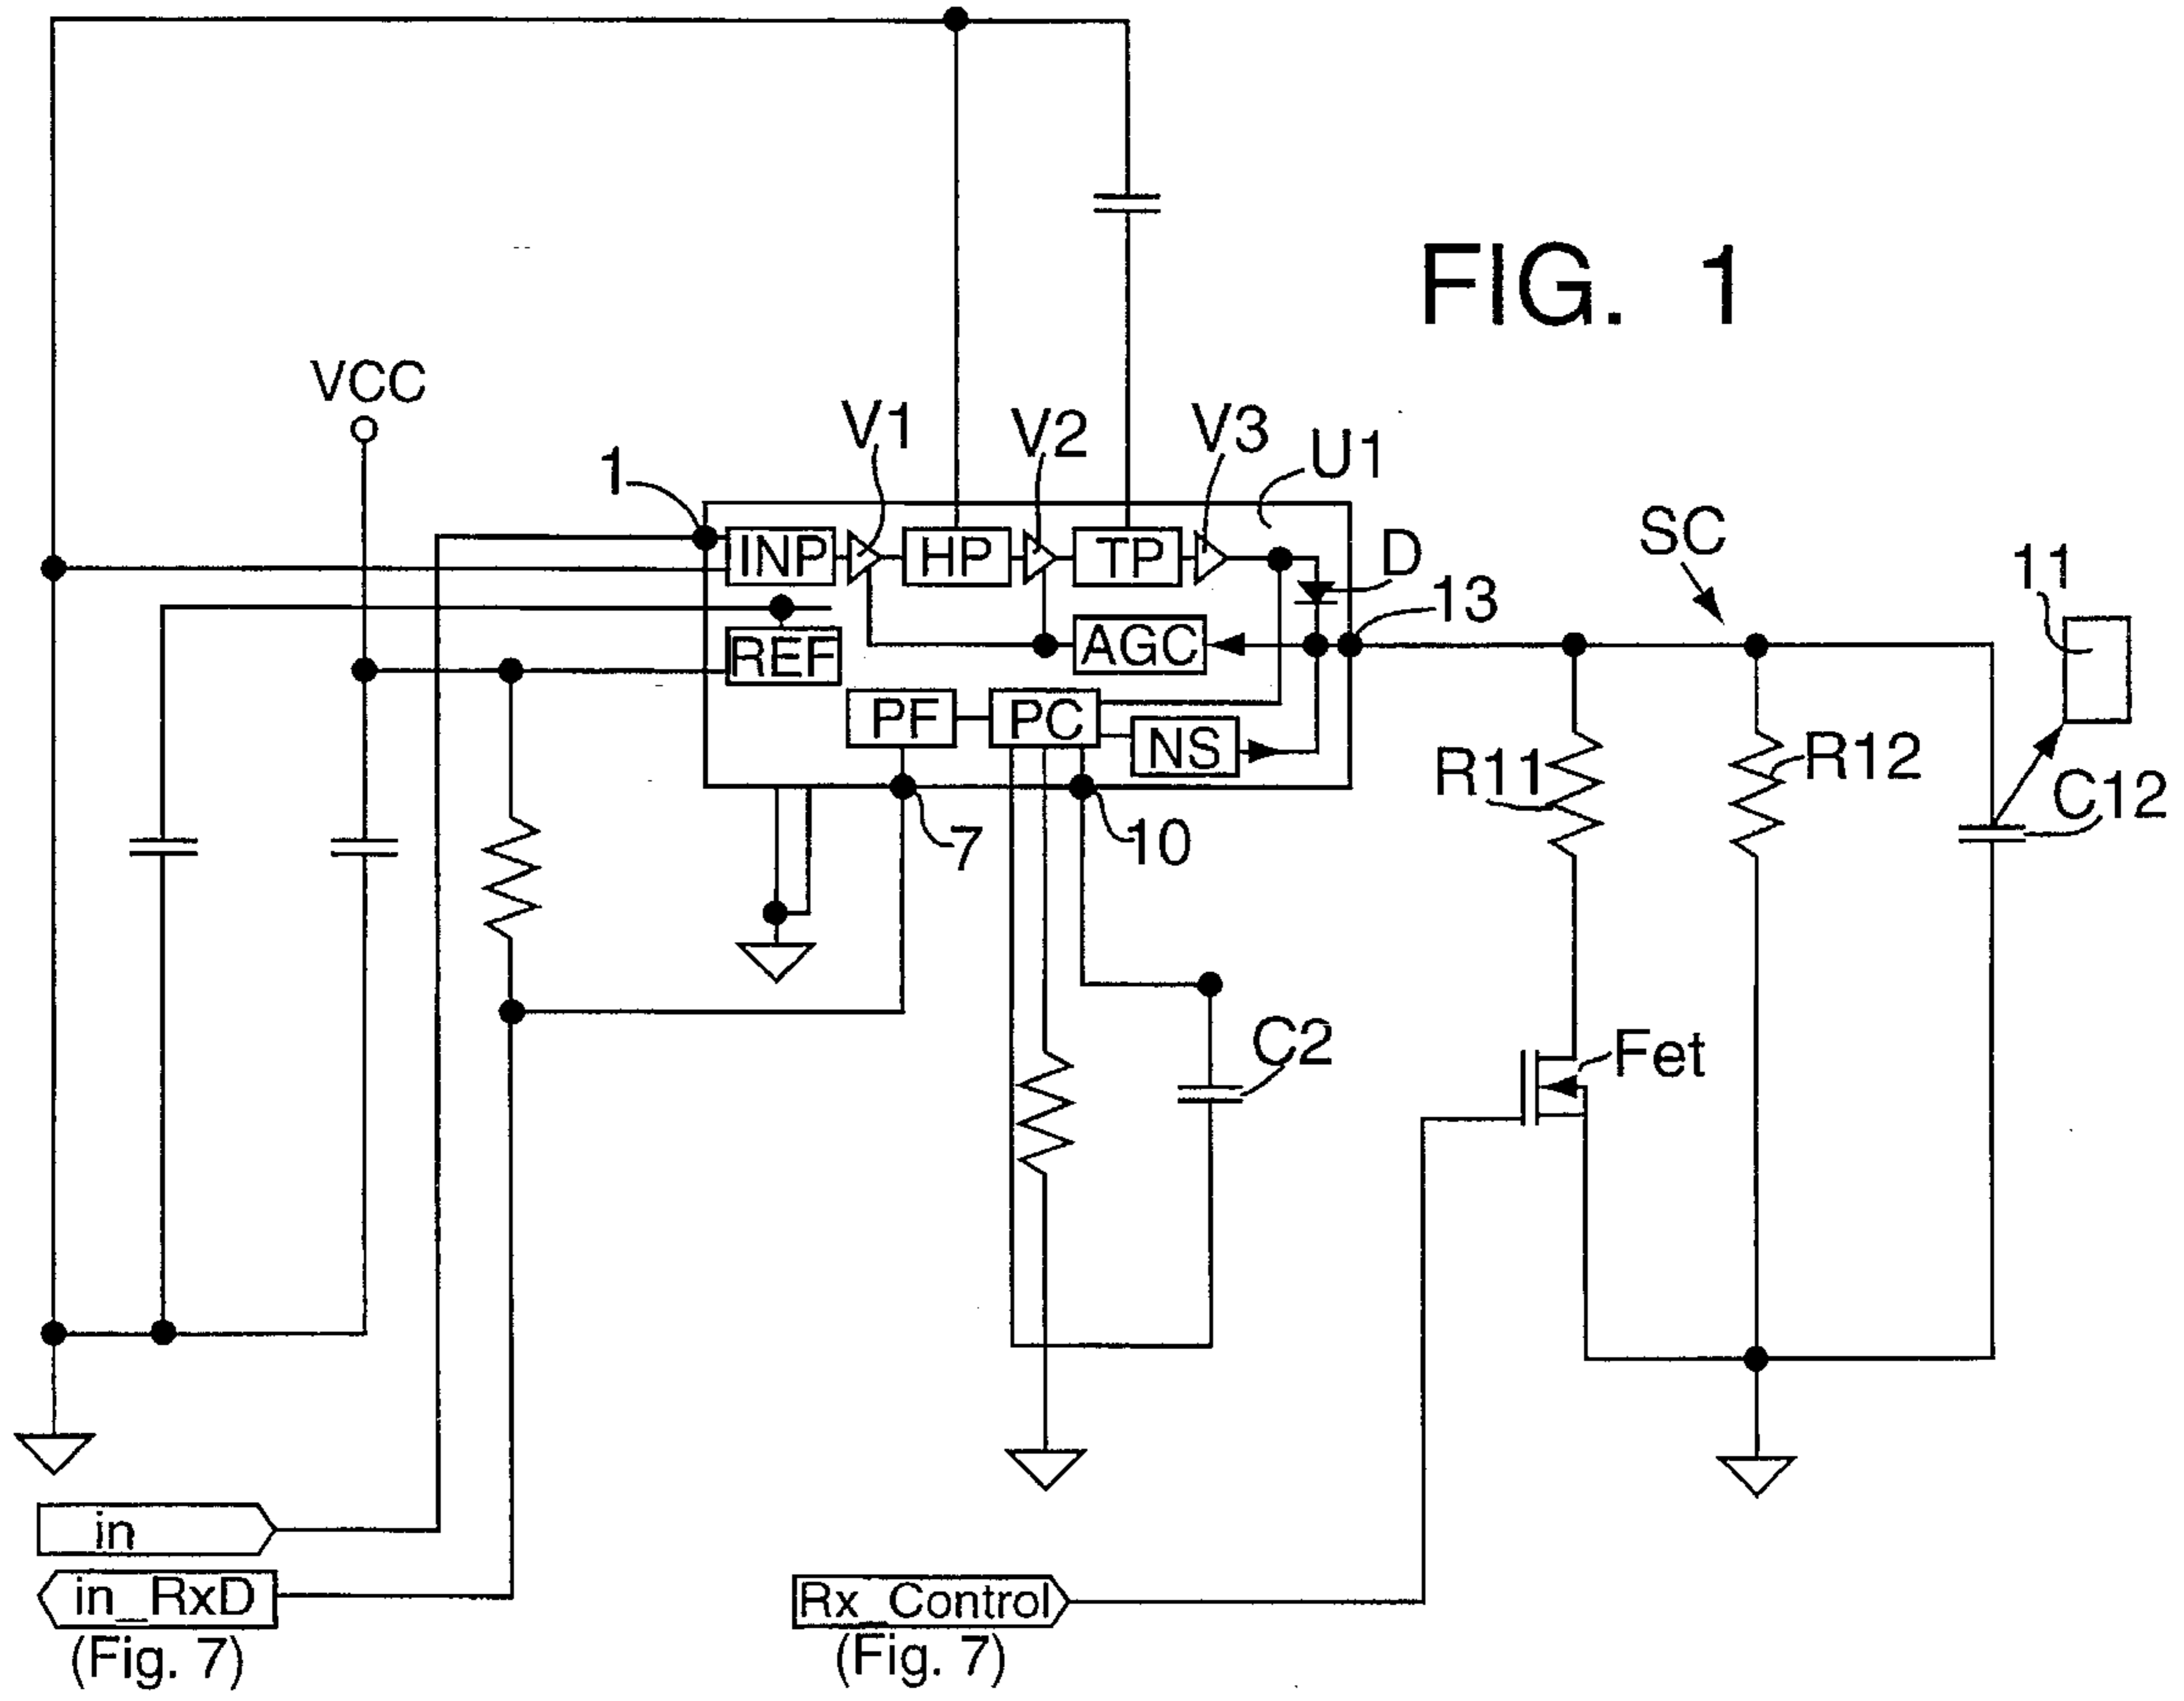 FIG. 1
VCC
V1
V2
V3
U1
1
INP
HP
TP
D
SC
11
13
REF
AGC
PF
PC
NS
R11
R12
C12
7
10
C2
Fet
in
in_RxD
(Fig. 7)
Rx_Control
(Fig. 7)